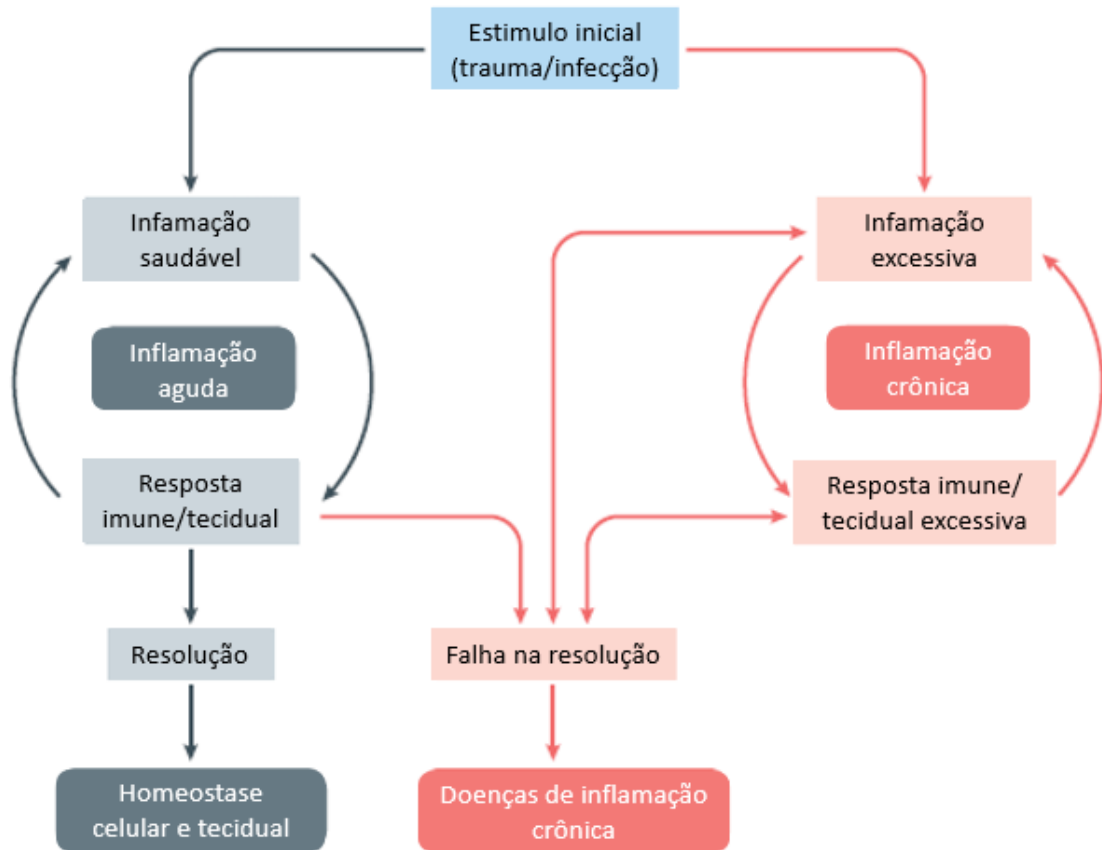 Estimulo inicial
(trauma/infecção)
Infamação
saudável
Infamação
excessiva
Inflamação
aguda
Inflamação
crônica
Resposta
imune/tecidual
Resposta imune/
tecidual excessiva
Resolução
Falha na resolução
Homeostase
celular e tecidual
Doenças de inflamação
crônica